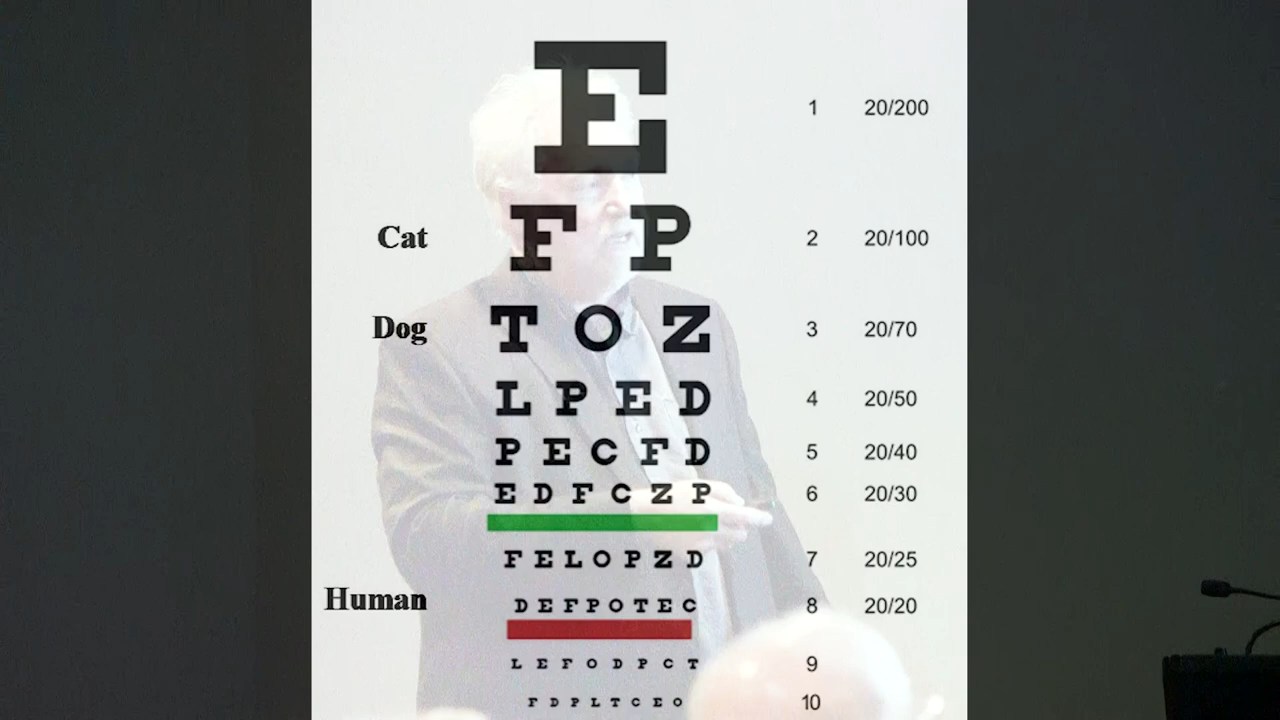 E 1 20/200
Cat F P 2 20/100
Dog T O Z 3 20/70
L P E D 4 20/50
P E C F D 5 20/40
E D F C Z P 6 20/30
F E L O P Z D 7 20/25
Human D E F P O T E C 8 20/20
L E F O D P C T 9
F D P L T C E O 10